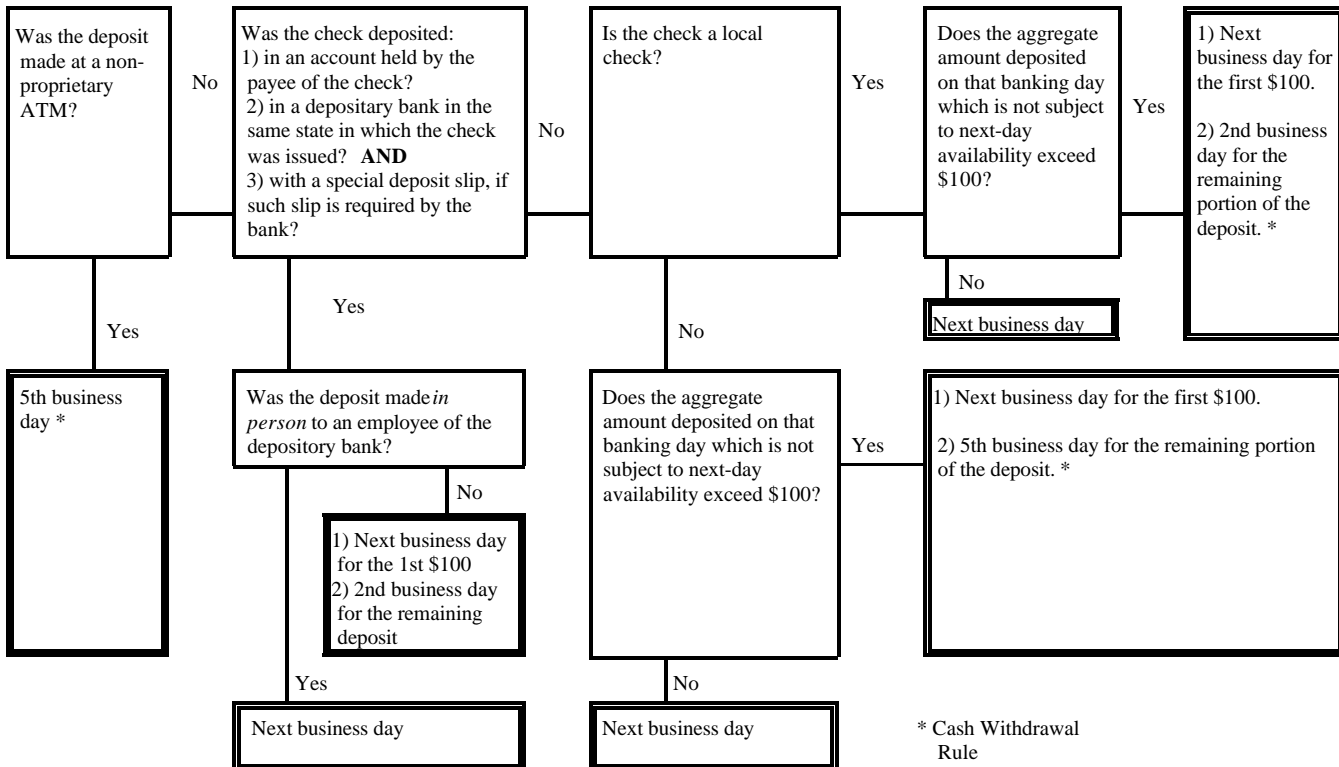 Was the deposit
made at a non-
proprietary
ATM?
No
Was the check deposited:
1) in an account held by the
payee of the check?
2) in a depositary bank in the
same state in which the check
was issued? AND
3) with a special deposit slip, if
such slip is required by the
bank?
No
Is the check a local
check?
Yes
Does the aggregate
amount deposited
on that banking day
which is not subject
to next-day
availability exceed
$100?
Yes
1) Next
business day for
the first $100.
2) 2nd business
day for the
remaining
portion of the
deposit. *
Yes
Yes
No
No
Next business day
5th business
day *
Was the deposit made in
person to an employee of the
depository bank?
No
1) Next business day
for the 1st $100
2) 2nd business day
for the remaining
deposit
Yes
Next business day
Does the aggregate
amount deposited on that
banking day which is not
subject to next-day
availability exceed $100?
Yes
1) Next business day for the first $100.
2) 5th business day for the remaining portion
of the deposit. *
No
Next business day
* Cash Withdrawal
Rule